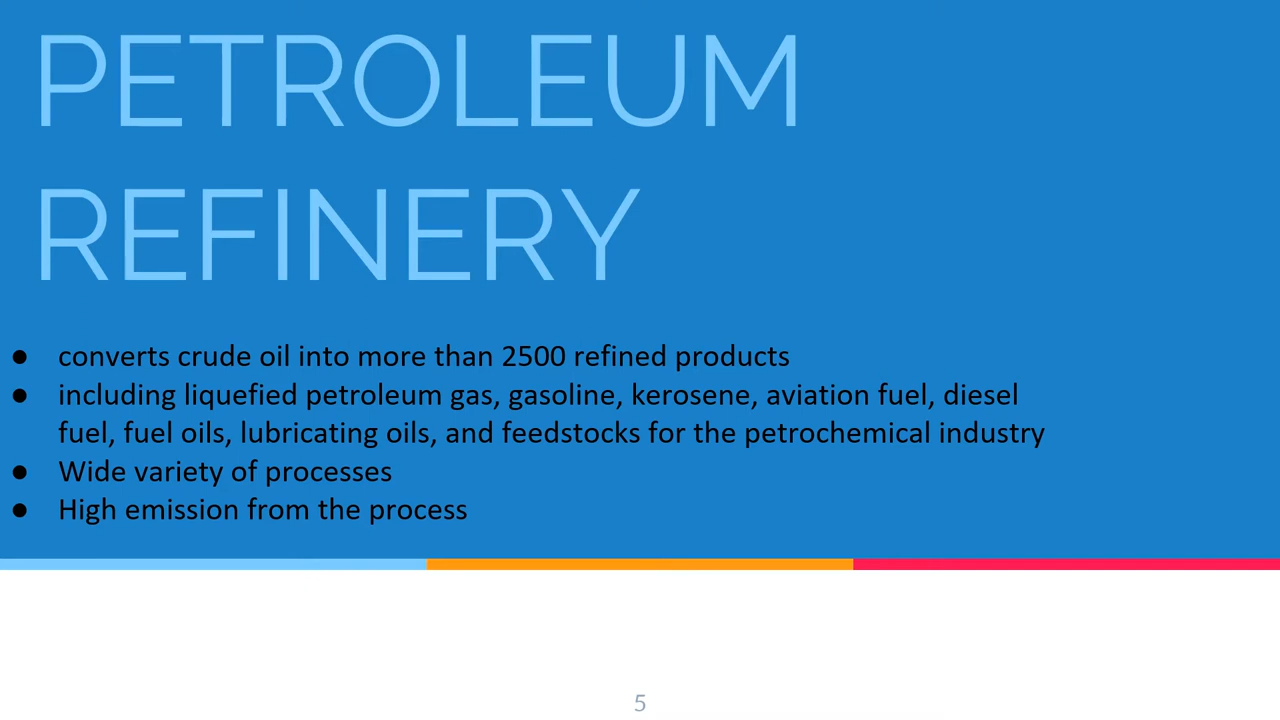 PETROLEUM
REFINERY
● converts crude oil into more than 2500 refined products
● including liquefied petroleum gas, gasoline, kerosene, aviation fuel, diesel
fuel, fuel oils, lubricating oils, and feedstocks for the petrochemical industry
● Wide variety of processes
● High emission from the process
5